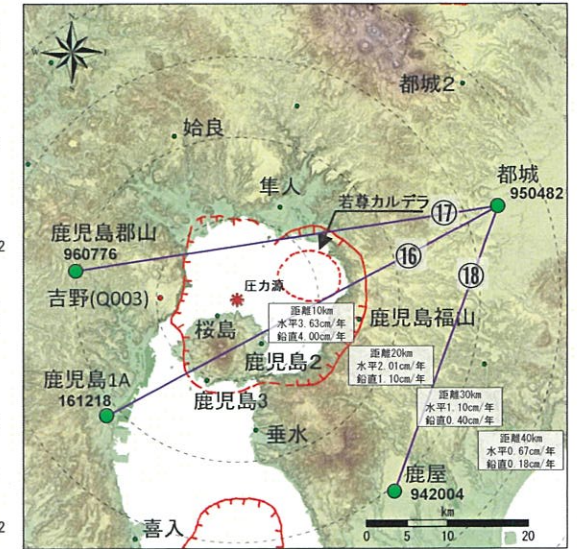 都城2
姶良
都城
950482
隼人
若尊カルデラ
⑰
鹿児島郡山
960776
⑯
⑱
吉野(Q003)
圧力源
桜島
距離10km
水平3.63cm/年
鉛直4.00cm/年
鹿児島福山
鹿児島2
距離20km
水平2.01cm/年
鉛直1.10cm/年
鹿児島1A
161218
鹿児島3
距離30km
水平1.10cm/年
鉛直0.40cm/年
垂水
距離40km
水平0.67cm/年
鉛直0.18cm/年
鹿屋
942004
喜入
km
0 10 20
2
2